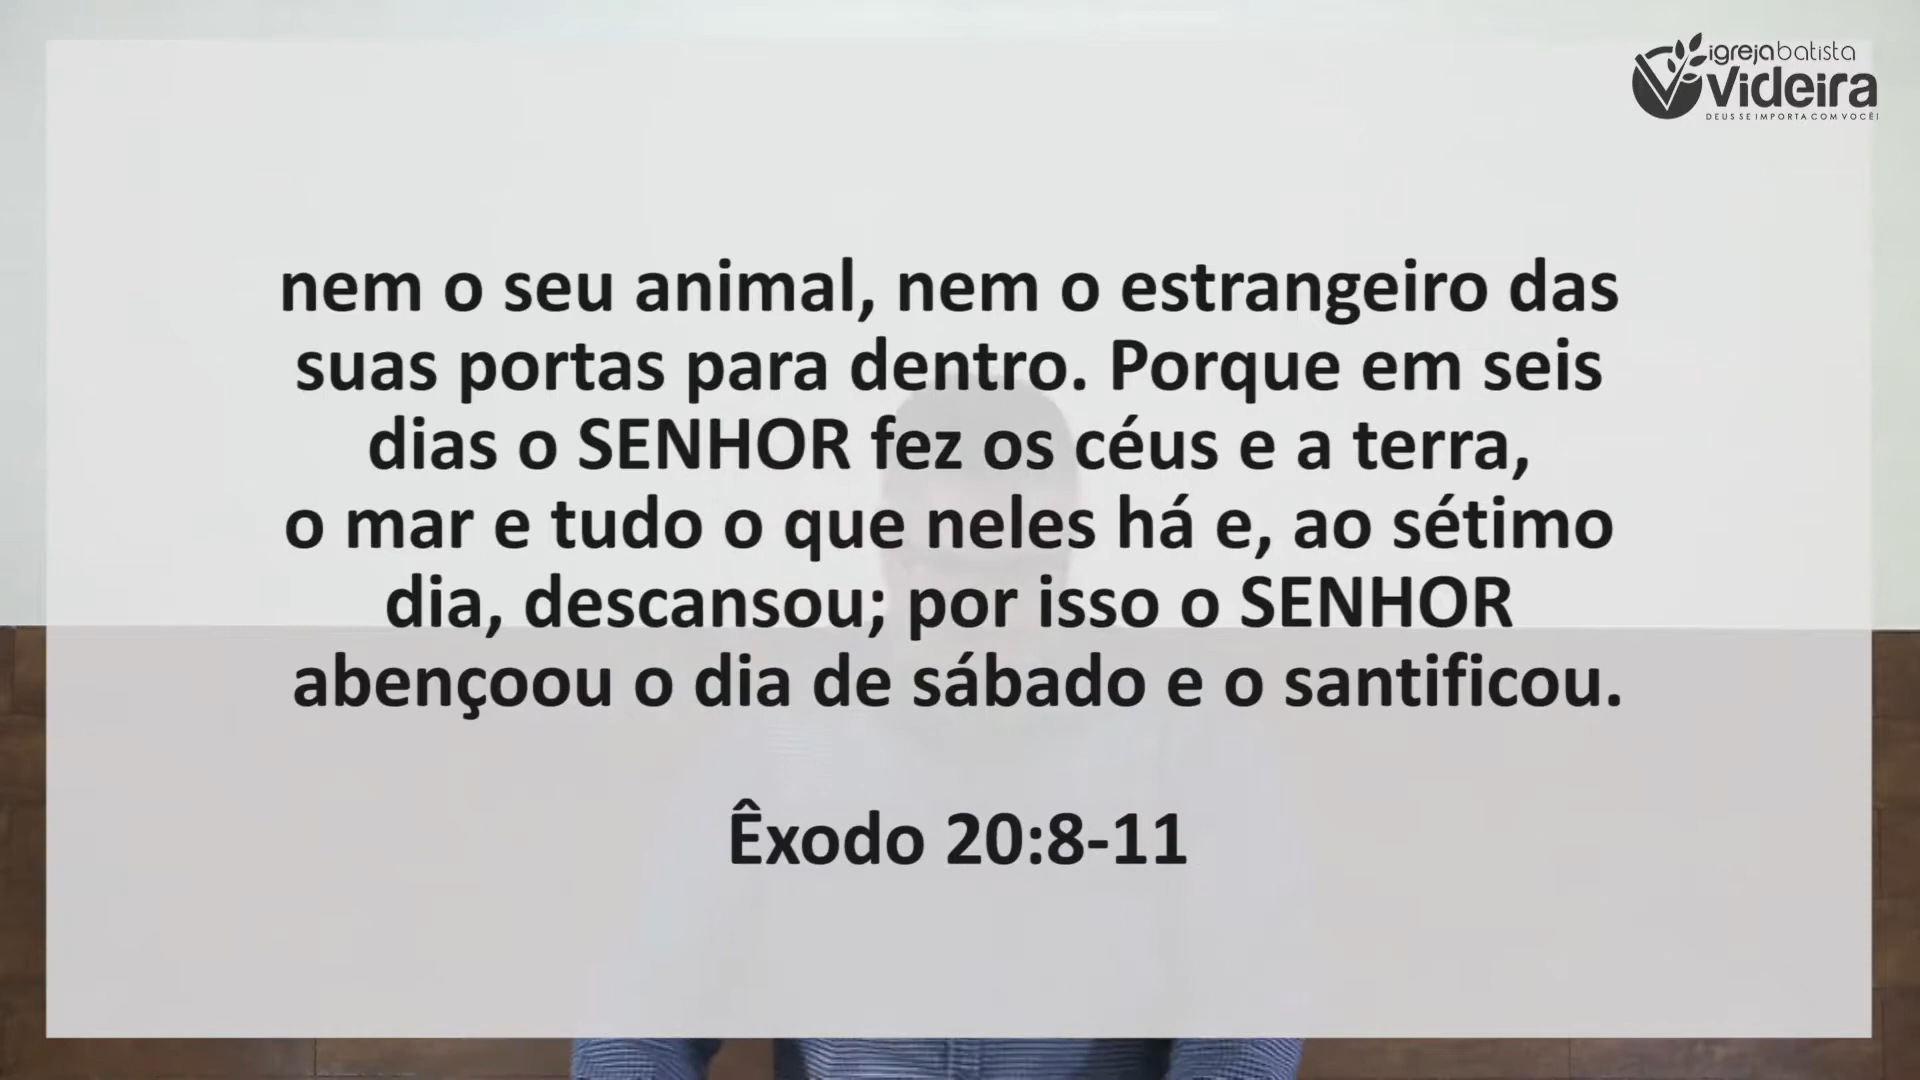 igrejabatista
Videira
DEUS SE IMPORTA COM VOCÊ!
nem o seu animal, nem o estrangeiro das
suas portas para dentro. Porque em seis
dias o SENHOR fez os céus e a terra,
o mar e tudo o que neles há e, ao sétimo
dia, descansou; por isso o SENHOR
abençoou o dia de sábado e o santificou.
Êxodo 20:8-11